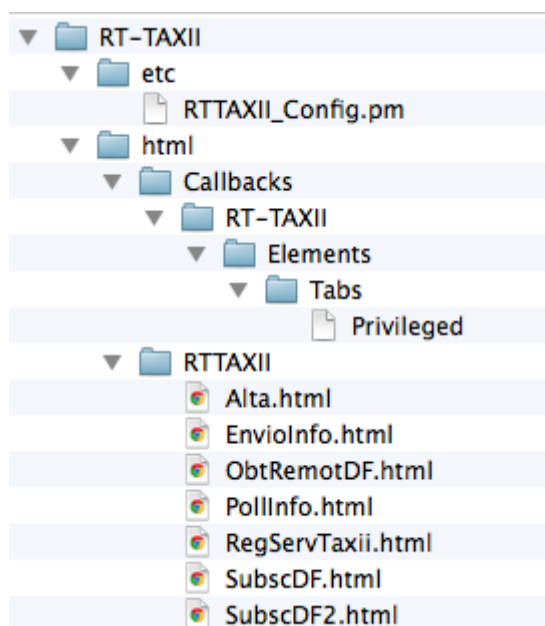 RT-TAXII
etc
RTTAXII_Config.pm
html
Callbacks
RT-TAXII
Elements
Tabs
Privileged
RTTAXII
Alta.html
EnvioInfo.html
ObtRemotDF.html
PollInfo.html
RegServTaxii.html
SubscDF.html
SubscDF2.html